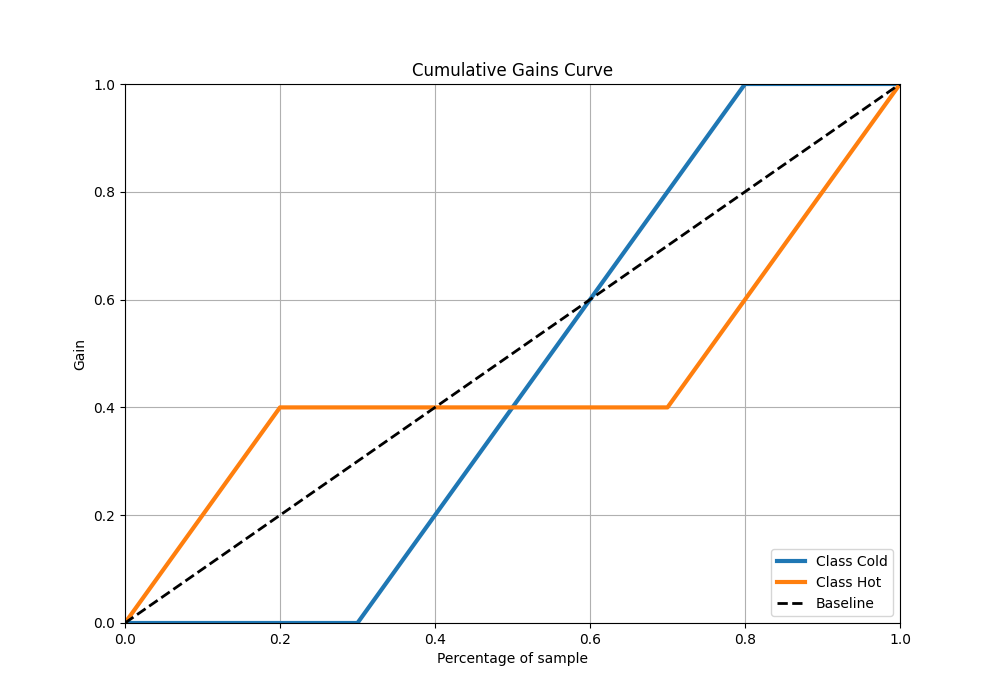 Cumulative Gains Curve
Gain
1.0
0.8
0.6
0.4
0.2
0.0
0.0 0.2 0.4 0.6 0.8 1.0
Percentage of sample
Class Cold
Class Hot
Baseline